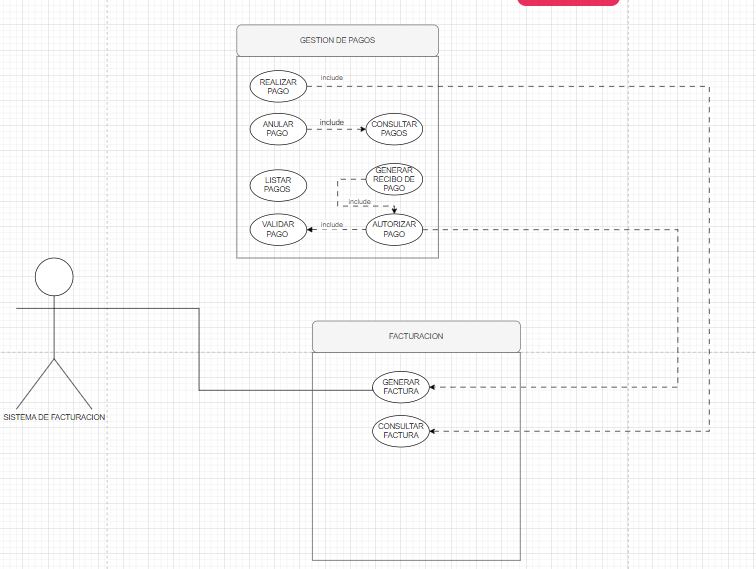 GESTION DE PAGOS
REALIZAR
PAGO
include
ANULAR
PAGO
include
CONSULTAR
PAGOS
LISTAR
PAGOS
GENERAR
RECIBO DE
PAGO
include
VALIDAR
PAGO
include
AUTORIZAR
PAGO
FACTURACION
GENERAR
FACTURA
CONSULTAR
FACTURA
SISTEMA DE FACTURACION